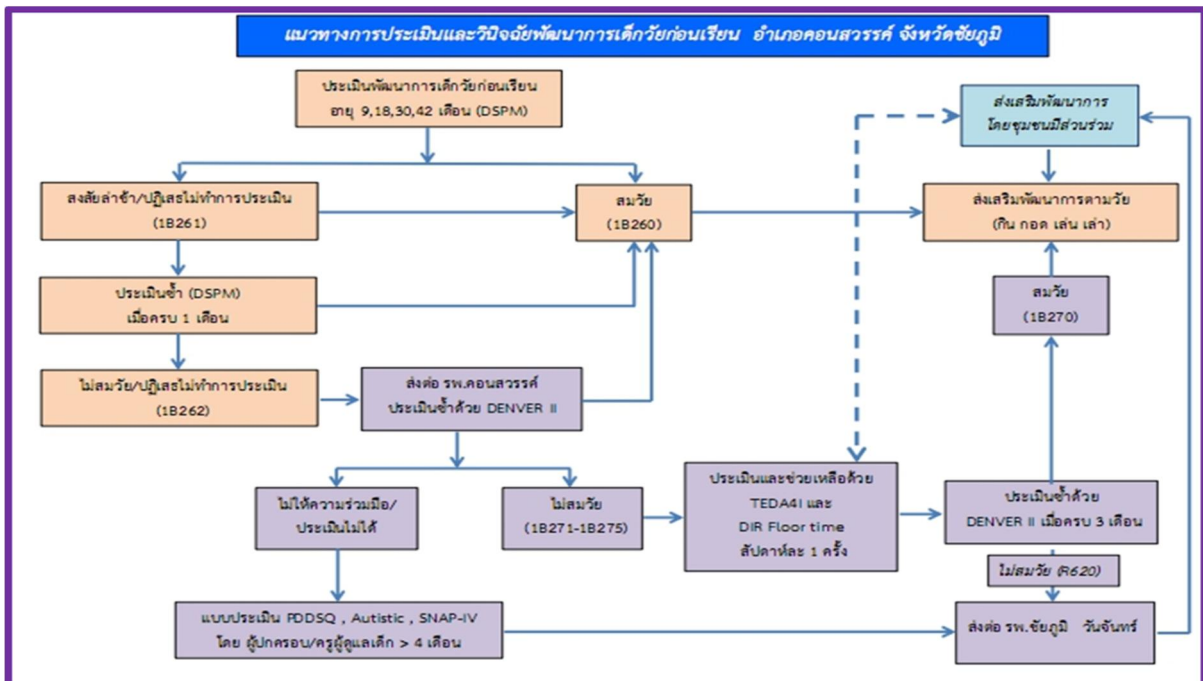 แนวทางการประเมินและวินิจฉัยพัฒนาการเด็กวัยก่อนเรียน อำเภอคอนสวรรค์ จังหวัดชัยภูมิ
ประเมินพัฒนาการเด็กวัยก่อนเรียน
อายุ 9,18,30,42 เดือน (DSPM)
ส่งเสริมพัฒนาการ
โดยชุมชนมีส่วนร่วม
สงสัยล่าช้า/ปฏิเสธไม่ทำการประเมิน
(1B261)
สมวัย
(1B260)
ส่งเสริมพัฒนาการตามวัย
(กิน กอด เล่น เล่า)
ประเมินซ้ำ (DSPM)
เมื่อครบ 1 เดือน
สมวัย
(1B270)
ไม่สมวัย/ปฏิเสธไม่ทำการประเมิน
(1B262)
ส่งต่อ รพ.คอนสวรรค์
ประเมินซ้ำด้วย DENVER II
ไม่ให้ความร่วมมือ/
ประเมินไม่ได้
ไม่สมวัย
(1B271-1B275)
ประเมินและช่วยเหลือด้วย
TEDA4I และ
DIR Floor time
สัปดาห์ละ 1 ครั้ง
ประเมินซ้ำด้วย
DENVER II เมื่อครบ 3 เดือน
ไม่สมวัย (R620)
แบบประเมิน PDDSQ , Autistic , SNAP-IV
โดย ผู้ปกครอบ/ครูผู้ดูแลเด็ก > 4 เดือน
ส่งต่อ รพ.ชัยภูมิ วันจันทร์